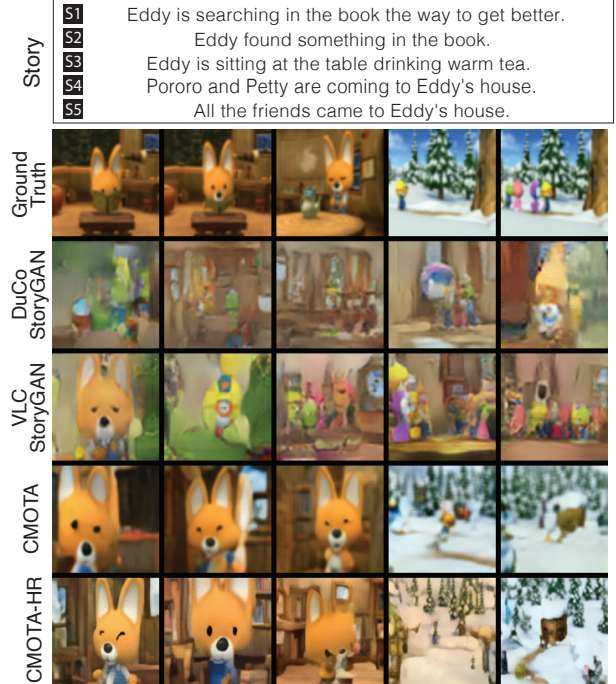 Story
S1 Eddy is searching in the book the way to get better.
S2 Eddy found something in the book.
S3 Eddy is sitting at the table drinking warm tea.
S4 Pororo and Petty are coming to Eddy's house.
S5 All the friends came to Eddy's house.
Ground
Truth
DuCo
StoryGAN
VLC
StoryGAN
CMOTA
CMOTA-HR